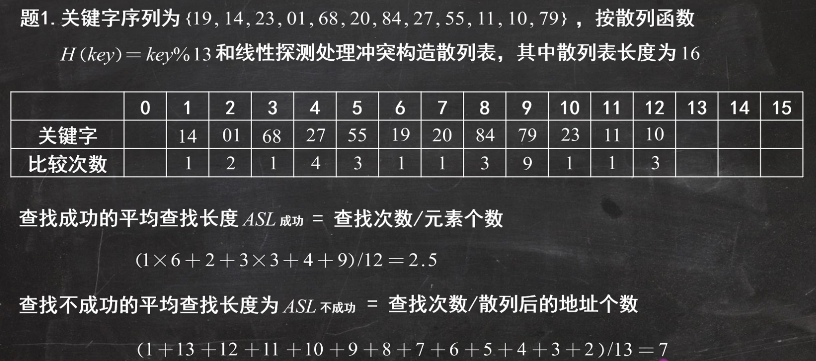 题1. 关键字序列为 {19, 14, 23, 01, 68, 20, 84, 27, 55, 11, 10, 79} ，按散列函数
H (key) = key%13 和线性探测处理冲突构造散列表，其中散列表长度为 16
0 1 2 3 4 5 6 7 8 9 10 11 12 13 14 15
关键字 14 01 68 27 55 19 20 84 79 23 11 10
比较次数 1 2 1 4 3 1 1 3 9 1 1 3
查找成功的平均查找长度 ASL 成功 = 查找次数/元素个数
(1×6+2+3×3+4+9)/12=2.5
查找不成功的平均查找长度为 ASL 不成功 = 查找次数/散列后的地址个数
(1+13+12+11+10+9+8+7+6+5+4+3+2)/13=7